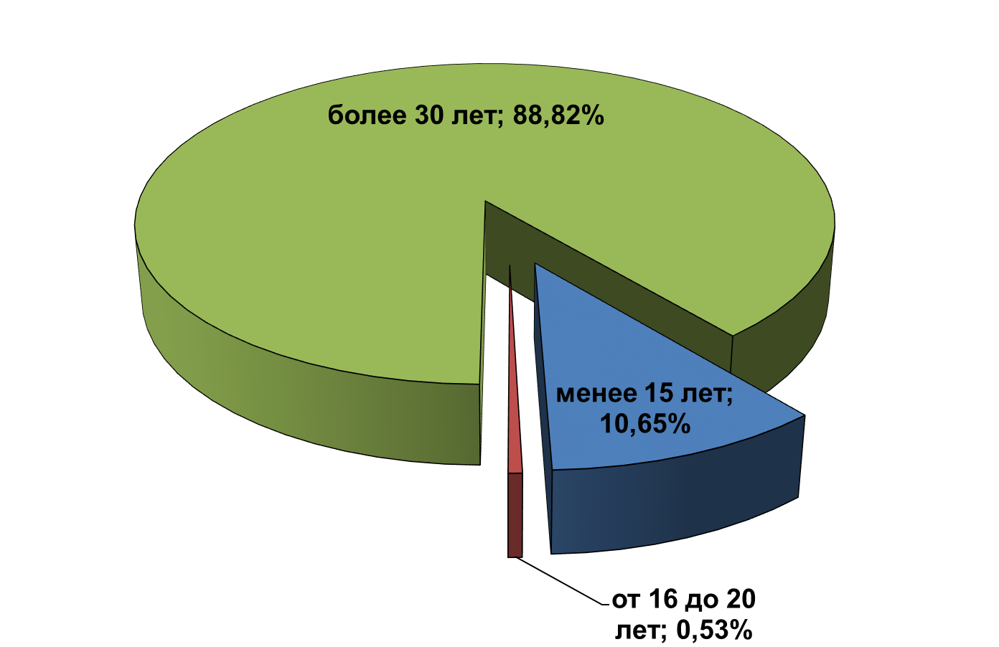 более 30 лет; 88,82%
менее 15 лет;
10,65%
от 16 до 20
лет; 0,53%